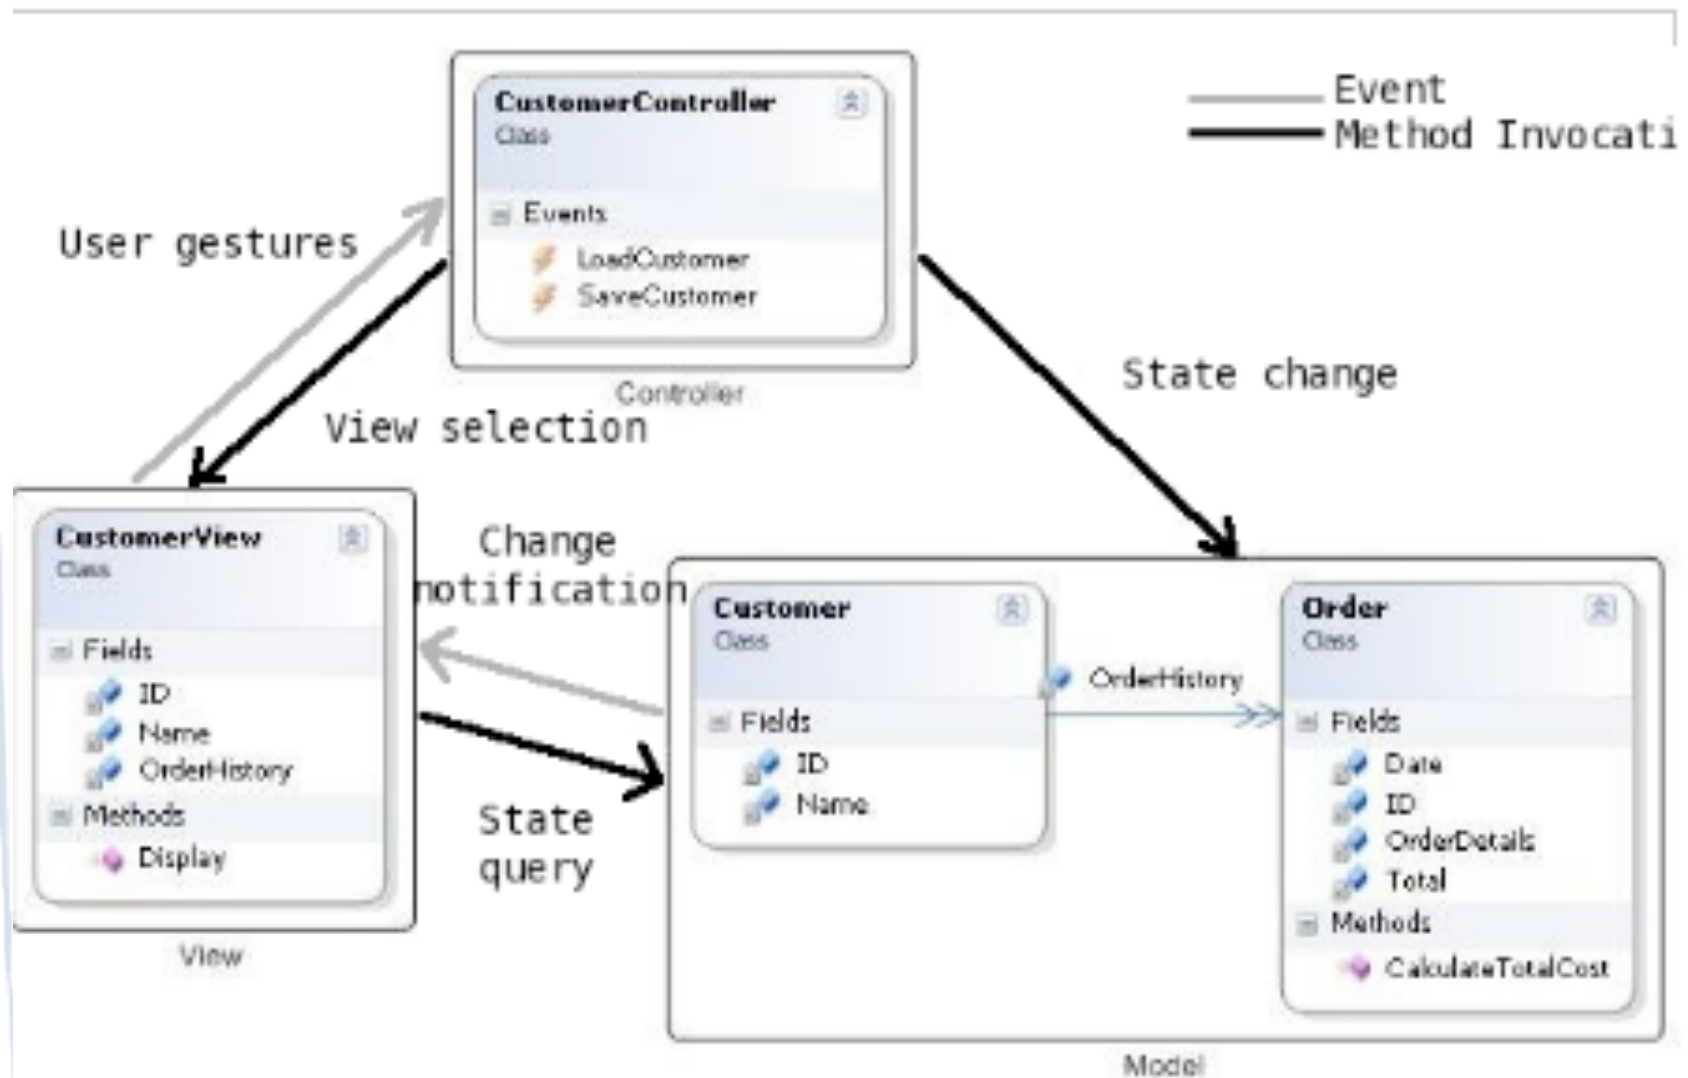 Event
Method Invocati
CustomerController
Class
Events
LoadCustomer
SaveCustomer
Controller
User gestures
View selection
State change
CustomerView
Class
Fields
ID
Name
OrderHistory
Methods
Display
View
Change
notification
State
query
Customer
Class
Fields
ID
Name
OrderHistory
Order
Class
Fields
Date
ID
OrderDetails
Total
Methods
CalculateTotalCost
Model